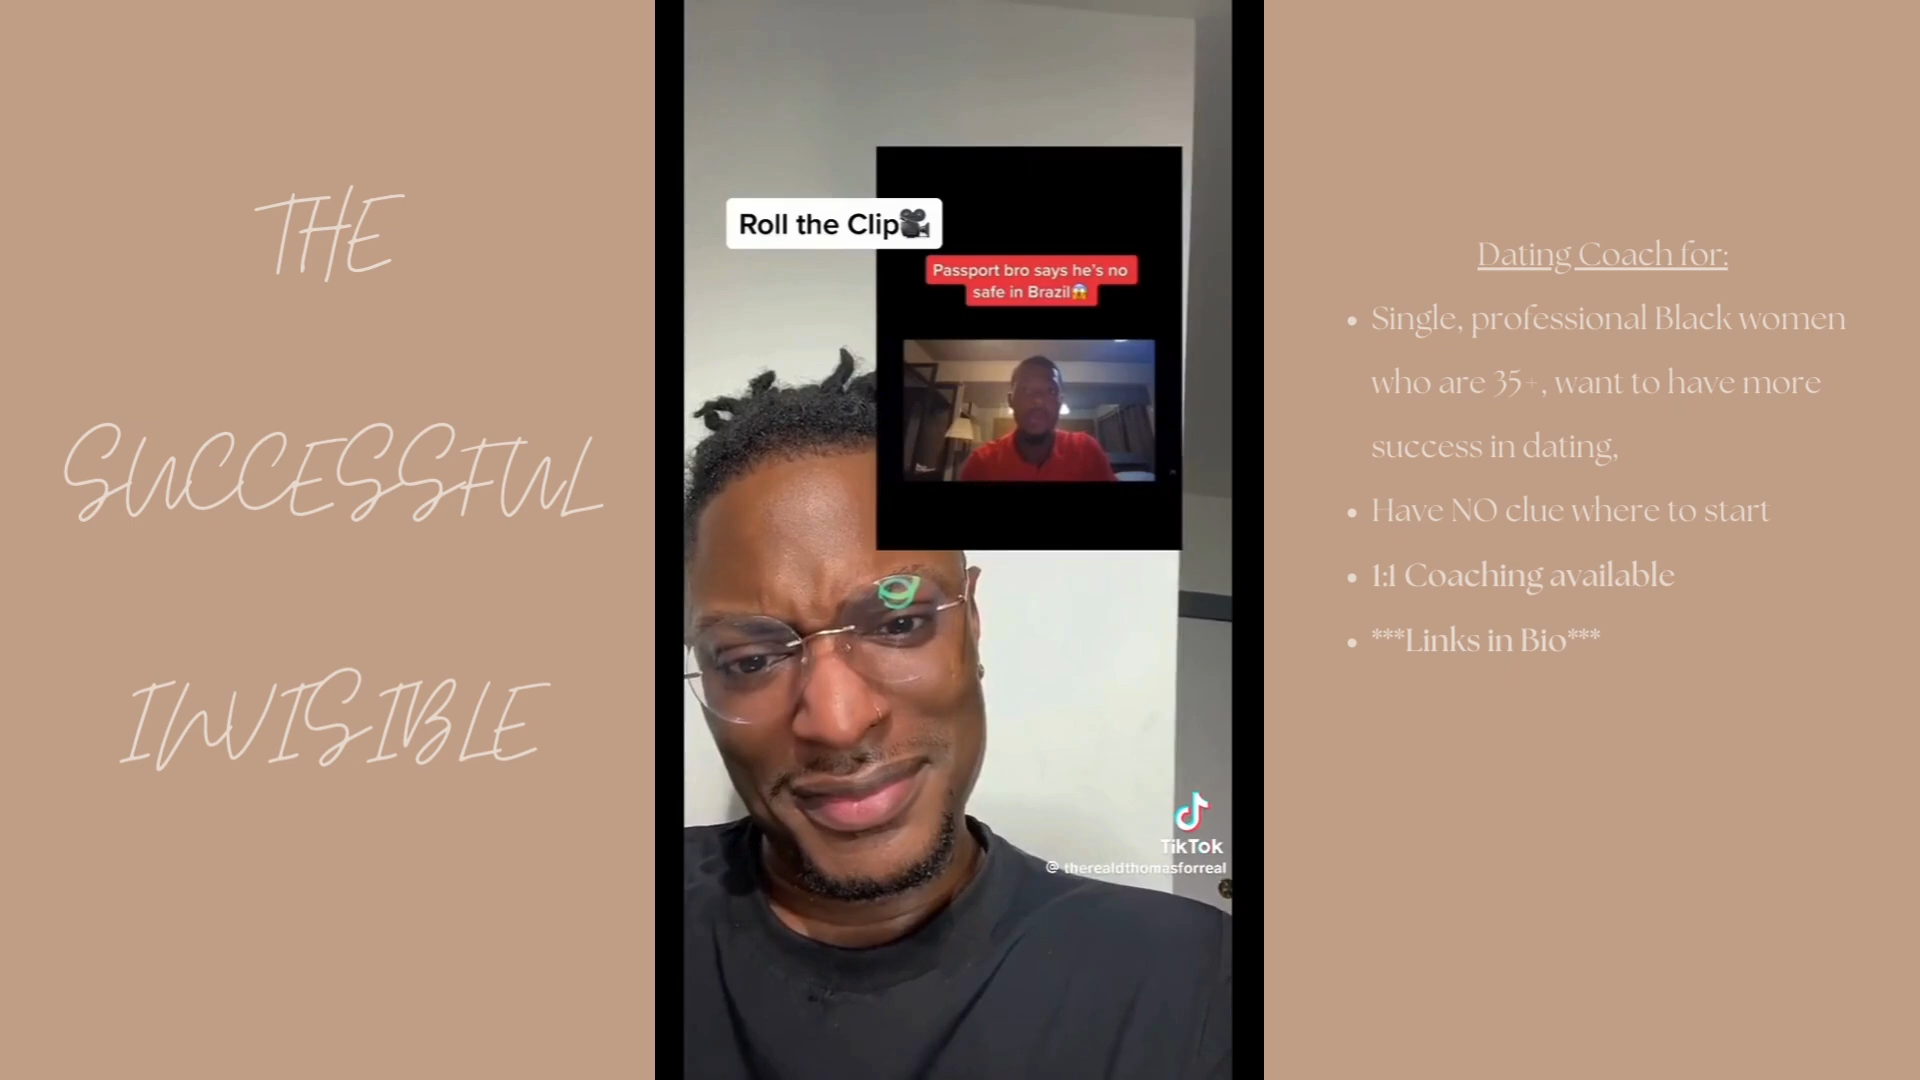 THE
SUCCESSFUL
INVISIBLE
Roll the Clip🎥
Passport bro says he's no
safe in Brazil😱
TikTok
@ therealdthomasforreal
Dating Coach for:
• Single, professional Black women
who are 35+, want to have more
success in dating,
• Have NO clue where to start
• 1:1 Coaching available
• ***Links in Bio***